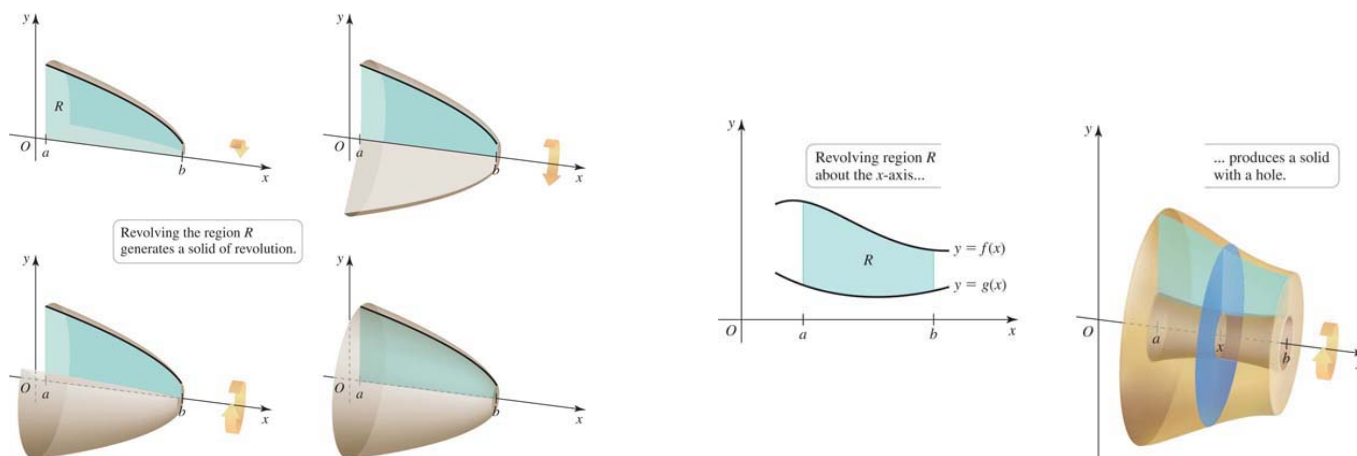 y
y
R
O
a
b
x
O
a
b
x
Revolving the region R
generates a solid of revolution.
y
y
O
a
b
x
O
a
b
x
y
Revolving region R
about the x-axis...
y = f(x)
R
y = g(x)
O
a
b
x
y
... produces a solid
with a hole.
O
a
x
b